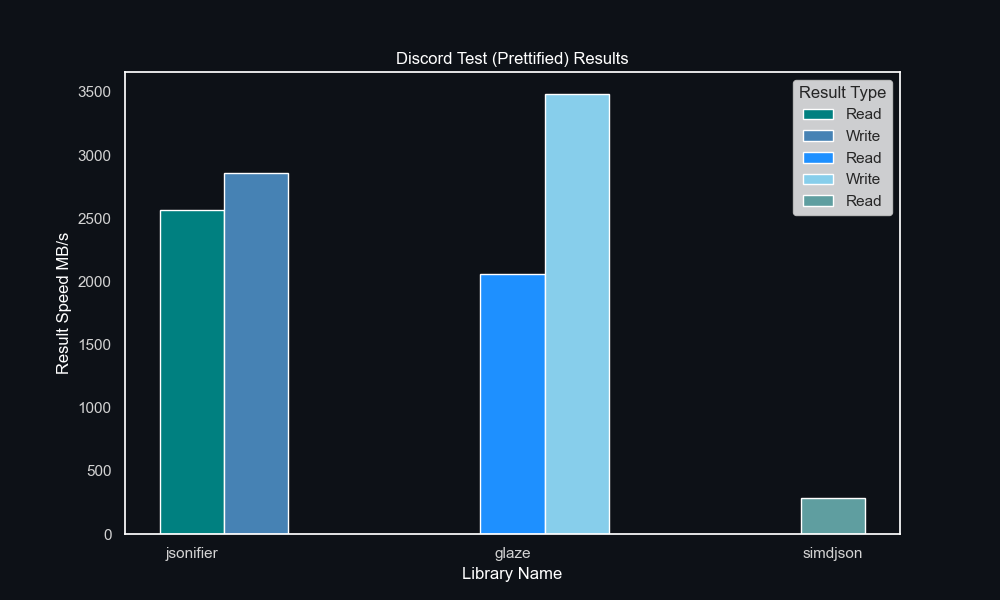 Discord Test (Prettified) Results
Result Speed MB/s
3500
3000
2500
2000
1500
1000
500
0
Result Type
Read
Write
Read
Write
Read
jsonifier
glaze
simdjson
Library Name